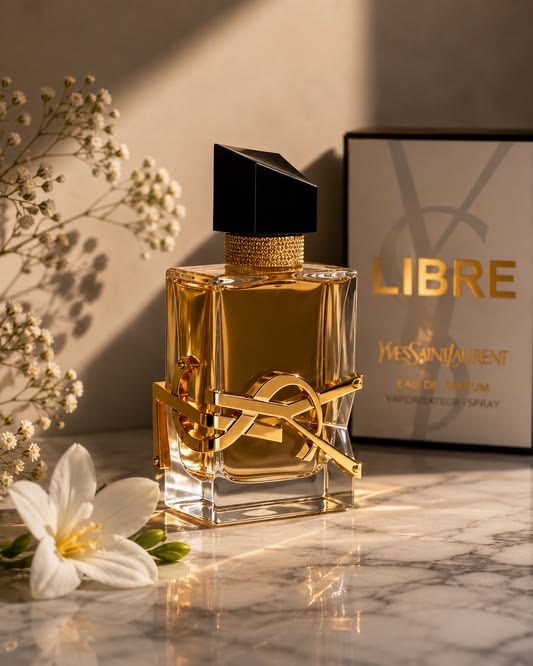 LIBRE
YVESSAINTLAURENT
EAU DE PARFUM
VAPORISATEUR - SPRAY